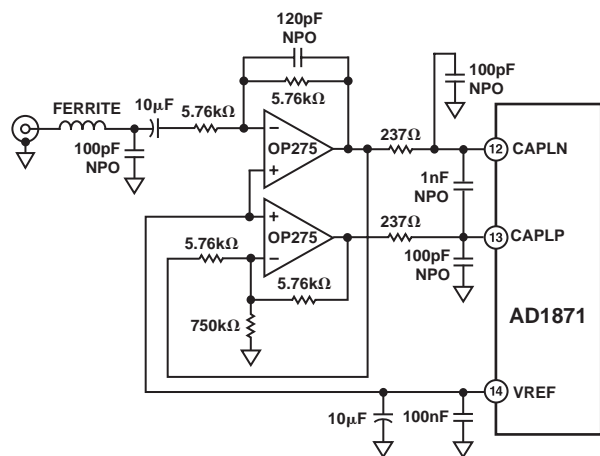 120pF
NPO
100pF
NPO
5.76kΩ
FERRITE
10μF
5.76kΩ
100pF
NPO
OP275
237Ω
12
CAPLN
1nF
NPO
OP275
237Ω
13
CAPLP
5.76kΩ
5.76kΩ
100pF
NPO
AD1871
750kΩ
14
VREF
10μF
100nF